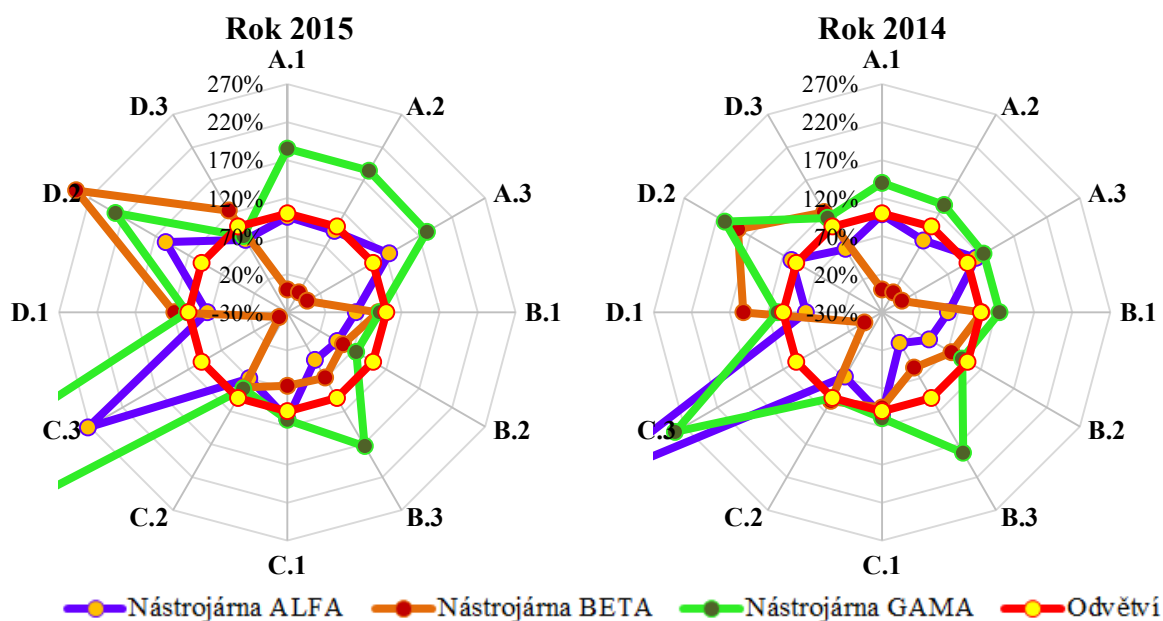 Rok 2015
A.1
270%
220%
170%
120%
70%
20%
-30%
A.2
A.3
B.1
B.2
B.3
C.1
C.2
C.3
D.1
D.2
D.3
Rok 2014
A.1
270%
220%
170%
120%
70%
20%
-30%
A.2
A.3
B.1
B.2
B.3
C.1
C.2
C.3
D.1
D.2
D.3
Nástrojárna ALFA
Nástrojárna BETA
Nástrojárna GAMA
Odvětví